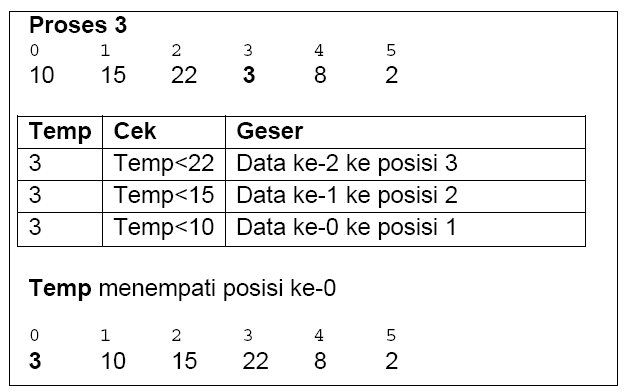 Proses 3
0 1 2 3 4 5
10 15 22 3 8 2
Temp Cek Geser
3 Temp<22 Data ke-2 ke posisi 3
3 Temp<15 Data ke-1 ke posisi 2
3 Temp<10 Data ke-0 ke posisi 1
Temp menempati posisi ke-0
0 1 2 3 4 5
3 10 15 22 8 2